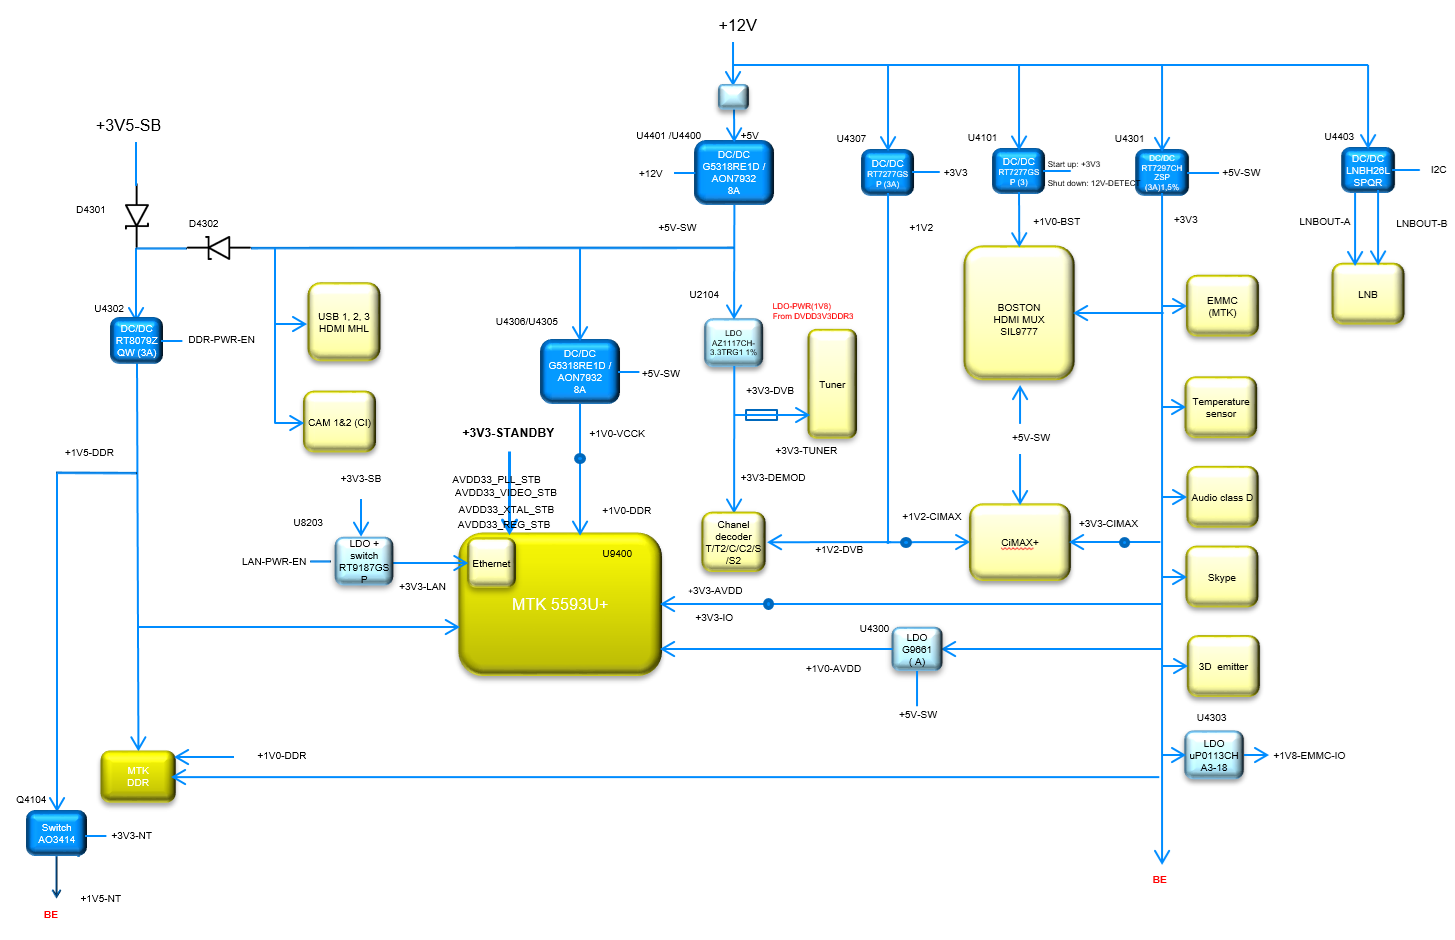 +12V
+3V5-SB
U4401 /U4400
+5V
U4307
U4101
U4301
U4403
DC/DC
G5318RE1D /
AON7932
8A
+12V
DC/DC
RT7277GS
P (3A)
+3V3
DC/DC
RT7277GS
P (3)
Start up: +3V3
Shut down: 12V-DETECT
DC/DC
RT7297CH
ZSP
(3A)1,5%
+5V-SW
DC/DC
LNBH26L
SPQR
I2C
D4301
D4302
+5V-SW
+1V2
+1V0-BST
+3V3
LNBOUT-A
LNBOUT-B
U4302
DC/DC
RT8079Z
QW (3A)
DDR-PWR-EN
USB 1, 2, 3
HDMI MHL
CAM 1&2 (CI)
U4306/U4305
DC/DC
G5318RE1D /
AON7932
8A
+5V-SW
U2104
LDO
AZ1117CH-
3.3TRG1 1%
LDO-PWR(1V8)
From DVDD3V3DDR3
Tuner
+3V3-DVB
+3V3-TUNER
+3V3-DEMOD
BOSTON
HDMI MUX
SIL9777
EMMC
(MTK)
LNB
Temperature
sensor
+5V-SW
+3V3-STANDBY
+1V0-VCCK
+1V5-DDR
+3V3-SB
AVDD33_PLL_STB
AVDD33_VIDEO_STB
AVDD33_XTAL_STB
AVDD33_REG_STB
+1V0-DDR
Audio class D
U8203
LDO +
switch
RT9187GS
P
LAN-PWR-EN
+3V3-LAN
Ethernet
U9400
MTK 5593U+
Chanel
decoder
T/T2/C/C2/S
/S2
+1V2-DVB
+1V2-CIMAX
CiMAX+
+3V3-CIMAX
Skype
+3V3-AVDD
+3V3-IO
U4300
LDO
G9661
( A)
+1V0-AVDD
+5V-SW
3D  emitter
U4303
LDO
uP0113CH
A3-18
+1V8-EMMC-IO
MTK
DDR
+1V0-DDR
Q4104
Switch
AO3414
+3V3-NT
+1V5-NT
BE
BE